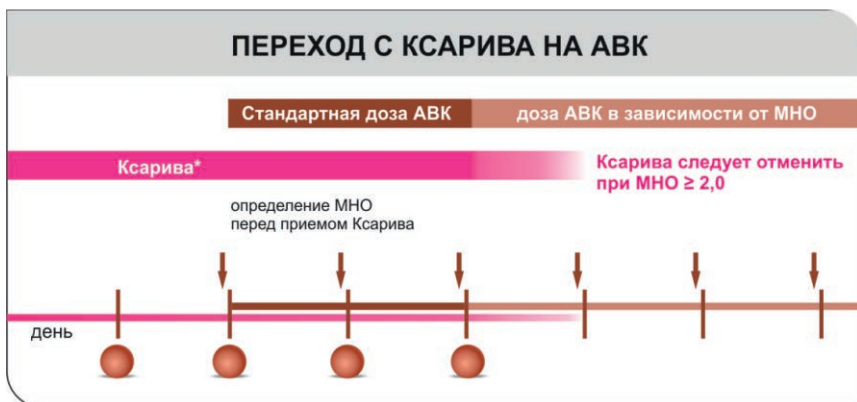 ПЕРЕХОД С КСАРИВА НА АВК
Стандартная доза АВК
доза АВК в зависимости от МНО
Ксарива*
Ксарива следует отменить
при МНО ≥ 2,0
определение МНО
перед приемом Ксарива
день